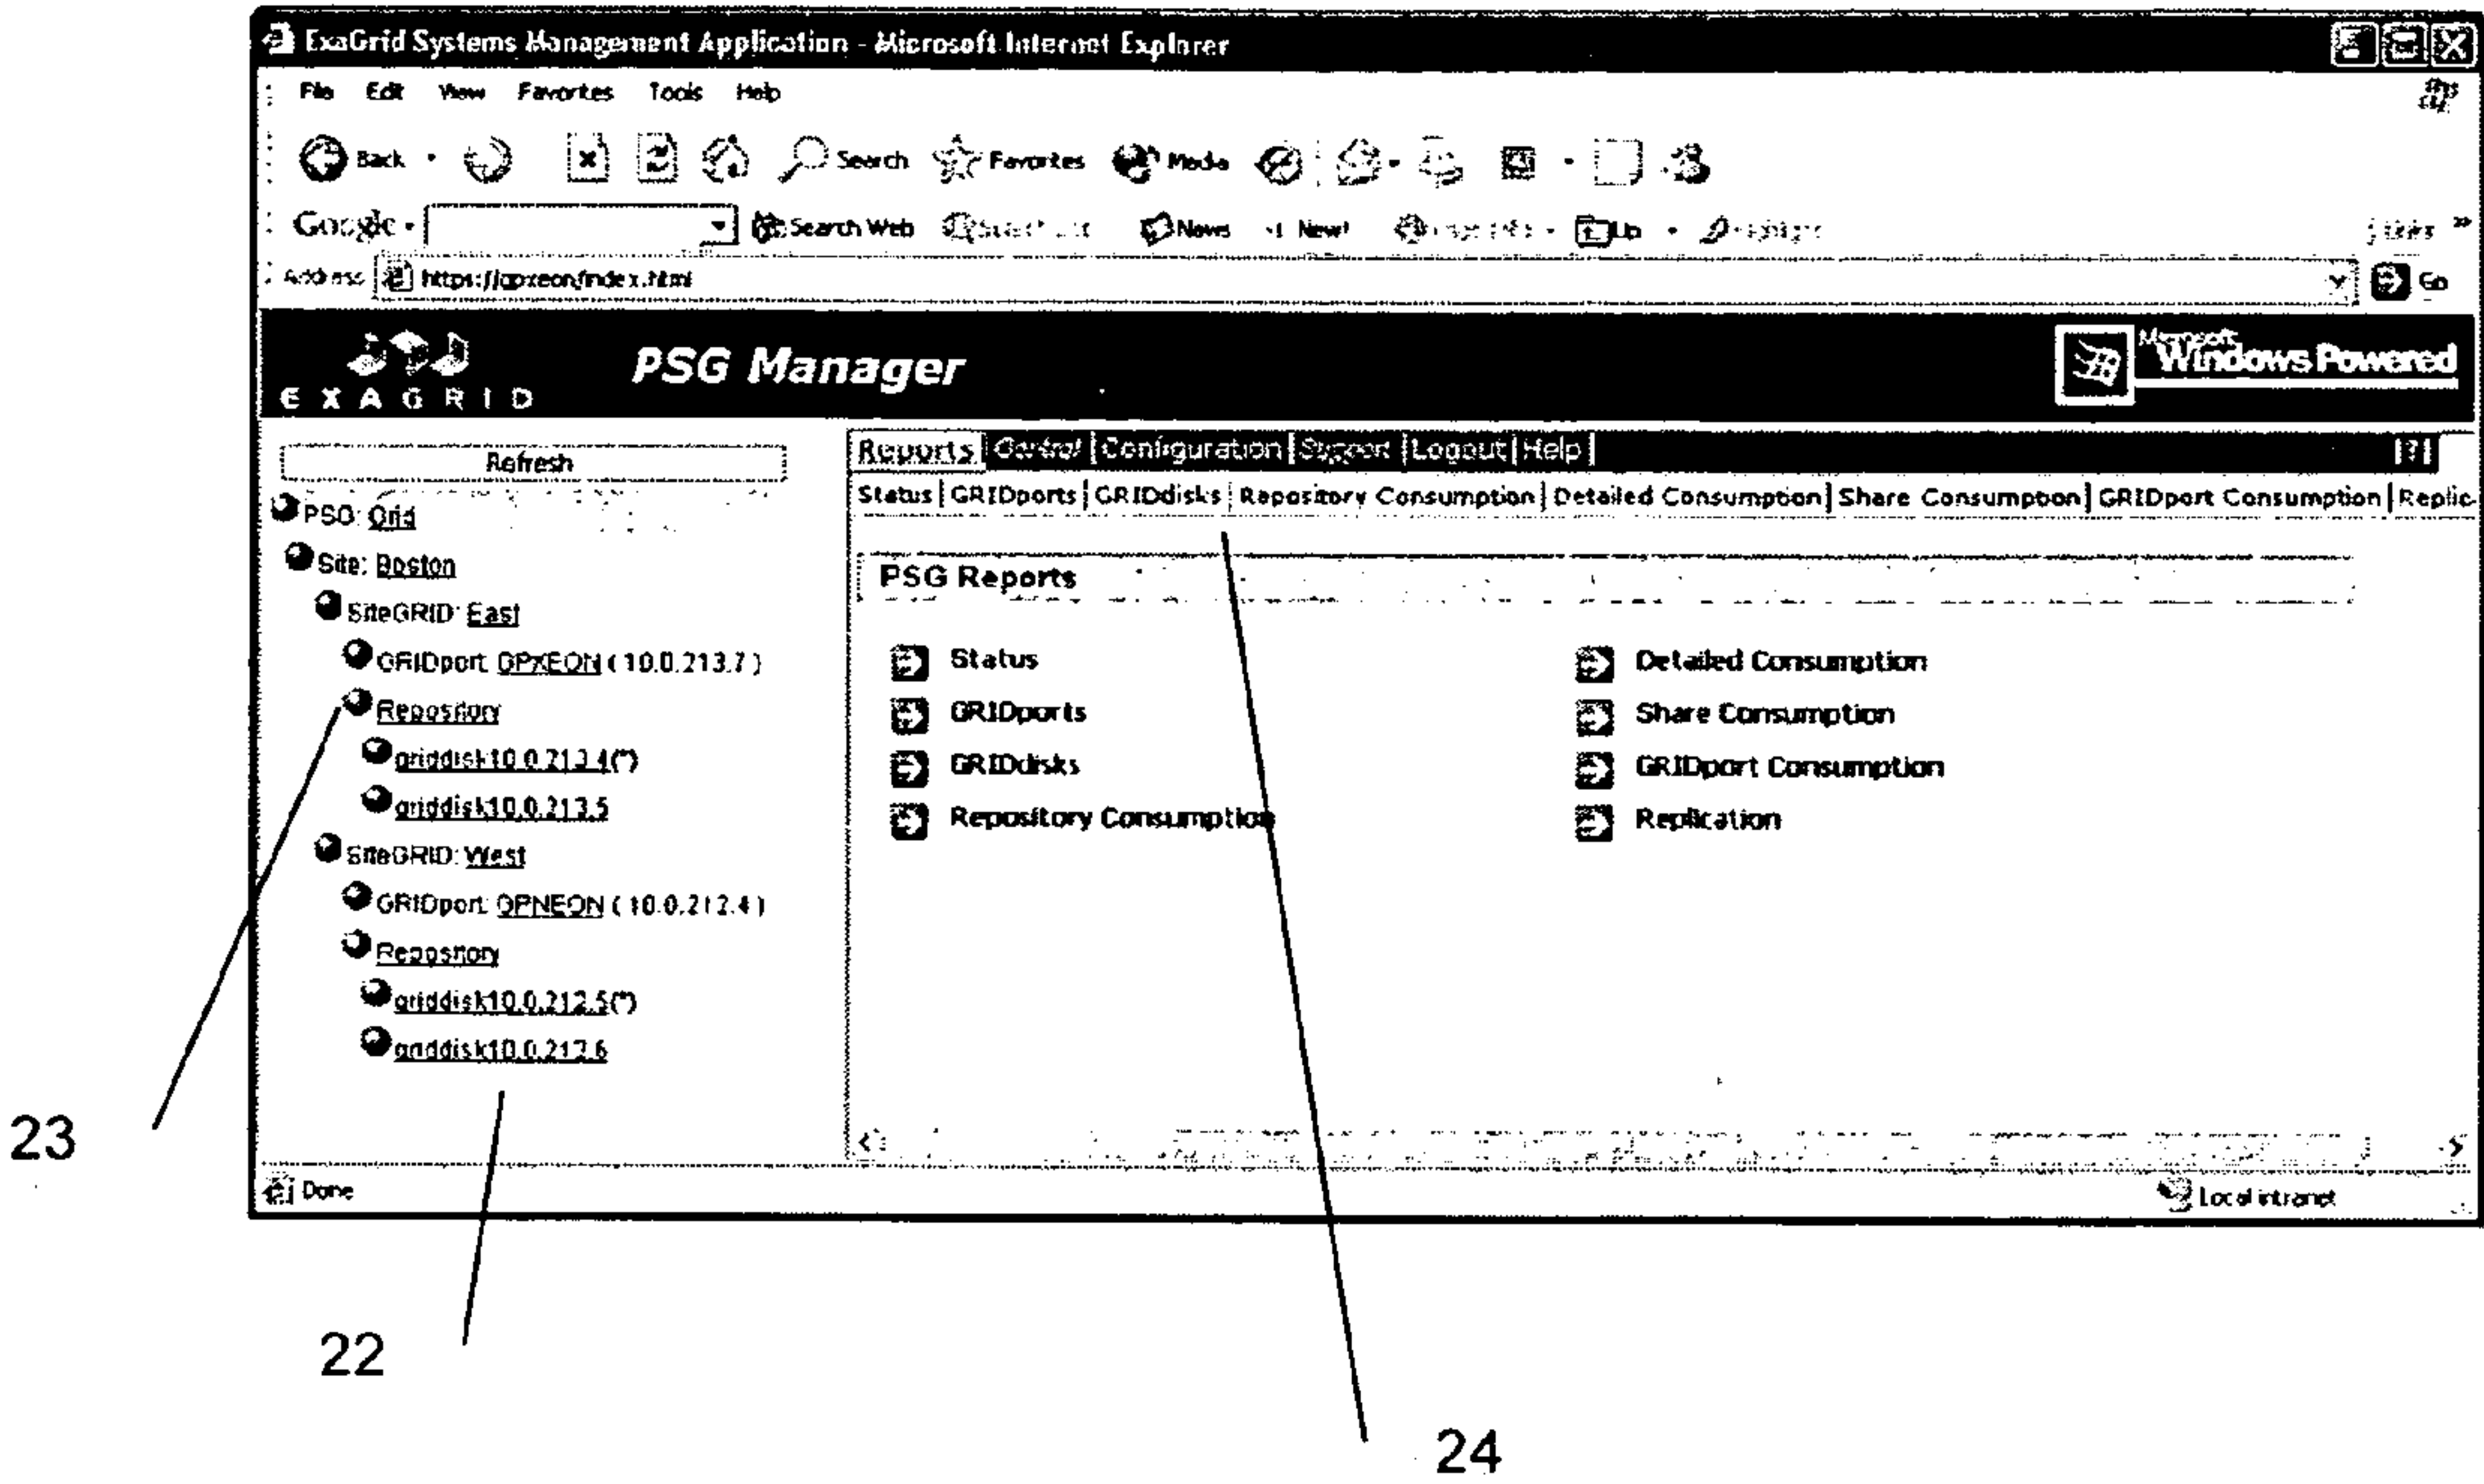 ExaGrid Systems Management Application - Microsoft Internet Explorer
File Edit View Favorites Tools Help
Back Search Favorites Media
Google Search Web News New! Up Links »
Address https://gpxeon/index.html Go
EXAGRID PSG Manager Microsoft Windows Powered
Refresh
PSG: Grid
Site: Boston
SiteGRID: East
GRIDport: GPXEON ( 10.0.213.7 )
Repository
griddisk10.0.213.4(*)
griddisk10.0.213.5
SiteGRID: West
GRIDport: GPNEON ( 10.0.212.4 )
Repository
griddisk10.0.212.5(*)
griddisk10.0.212.6
Reports | Control | Configuration | Support | Logout | Help | [?]
Status | GRIDports | GRIDdisks | Repository Consumption | Detailed Consumption | Share Consumption | GRIDport Consumption | Replic-
PSG Reports
Status
GRIDports
GRIDdisks
Repository Consumption
Detailed Consumption
Share Consumption
GRIDport Consumption
Replication
Done Local intranet
23
22
24